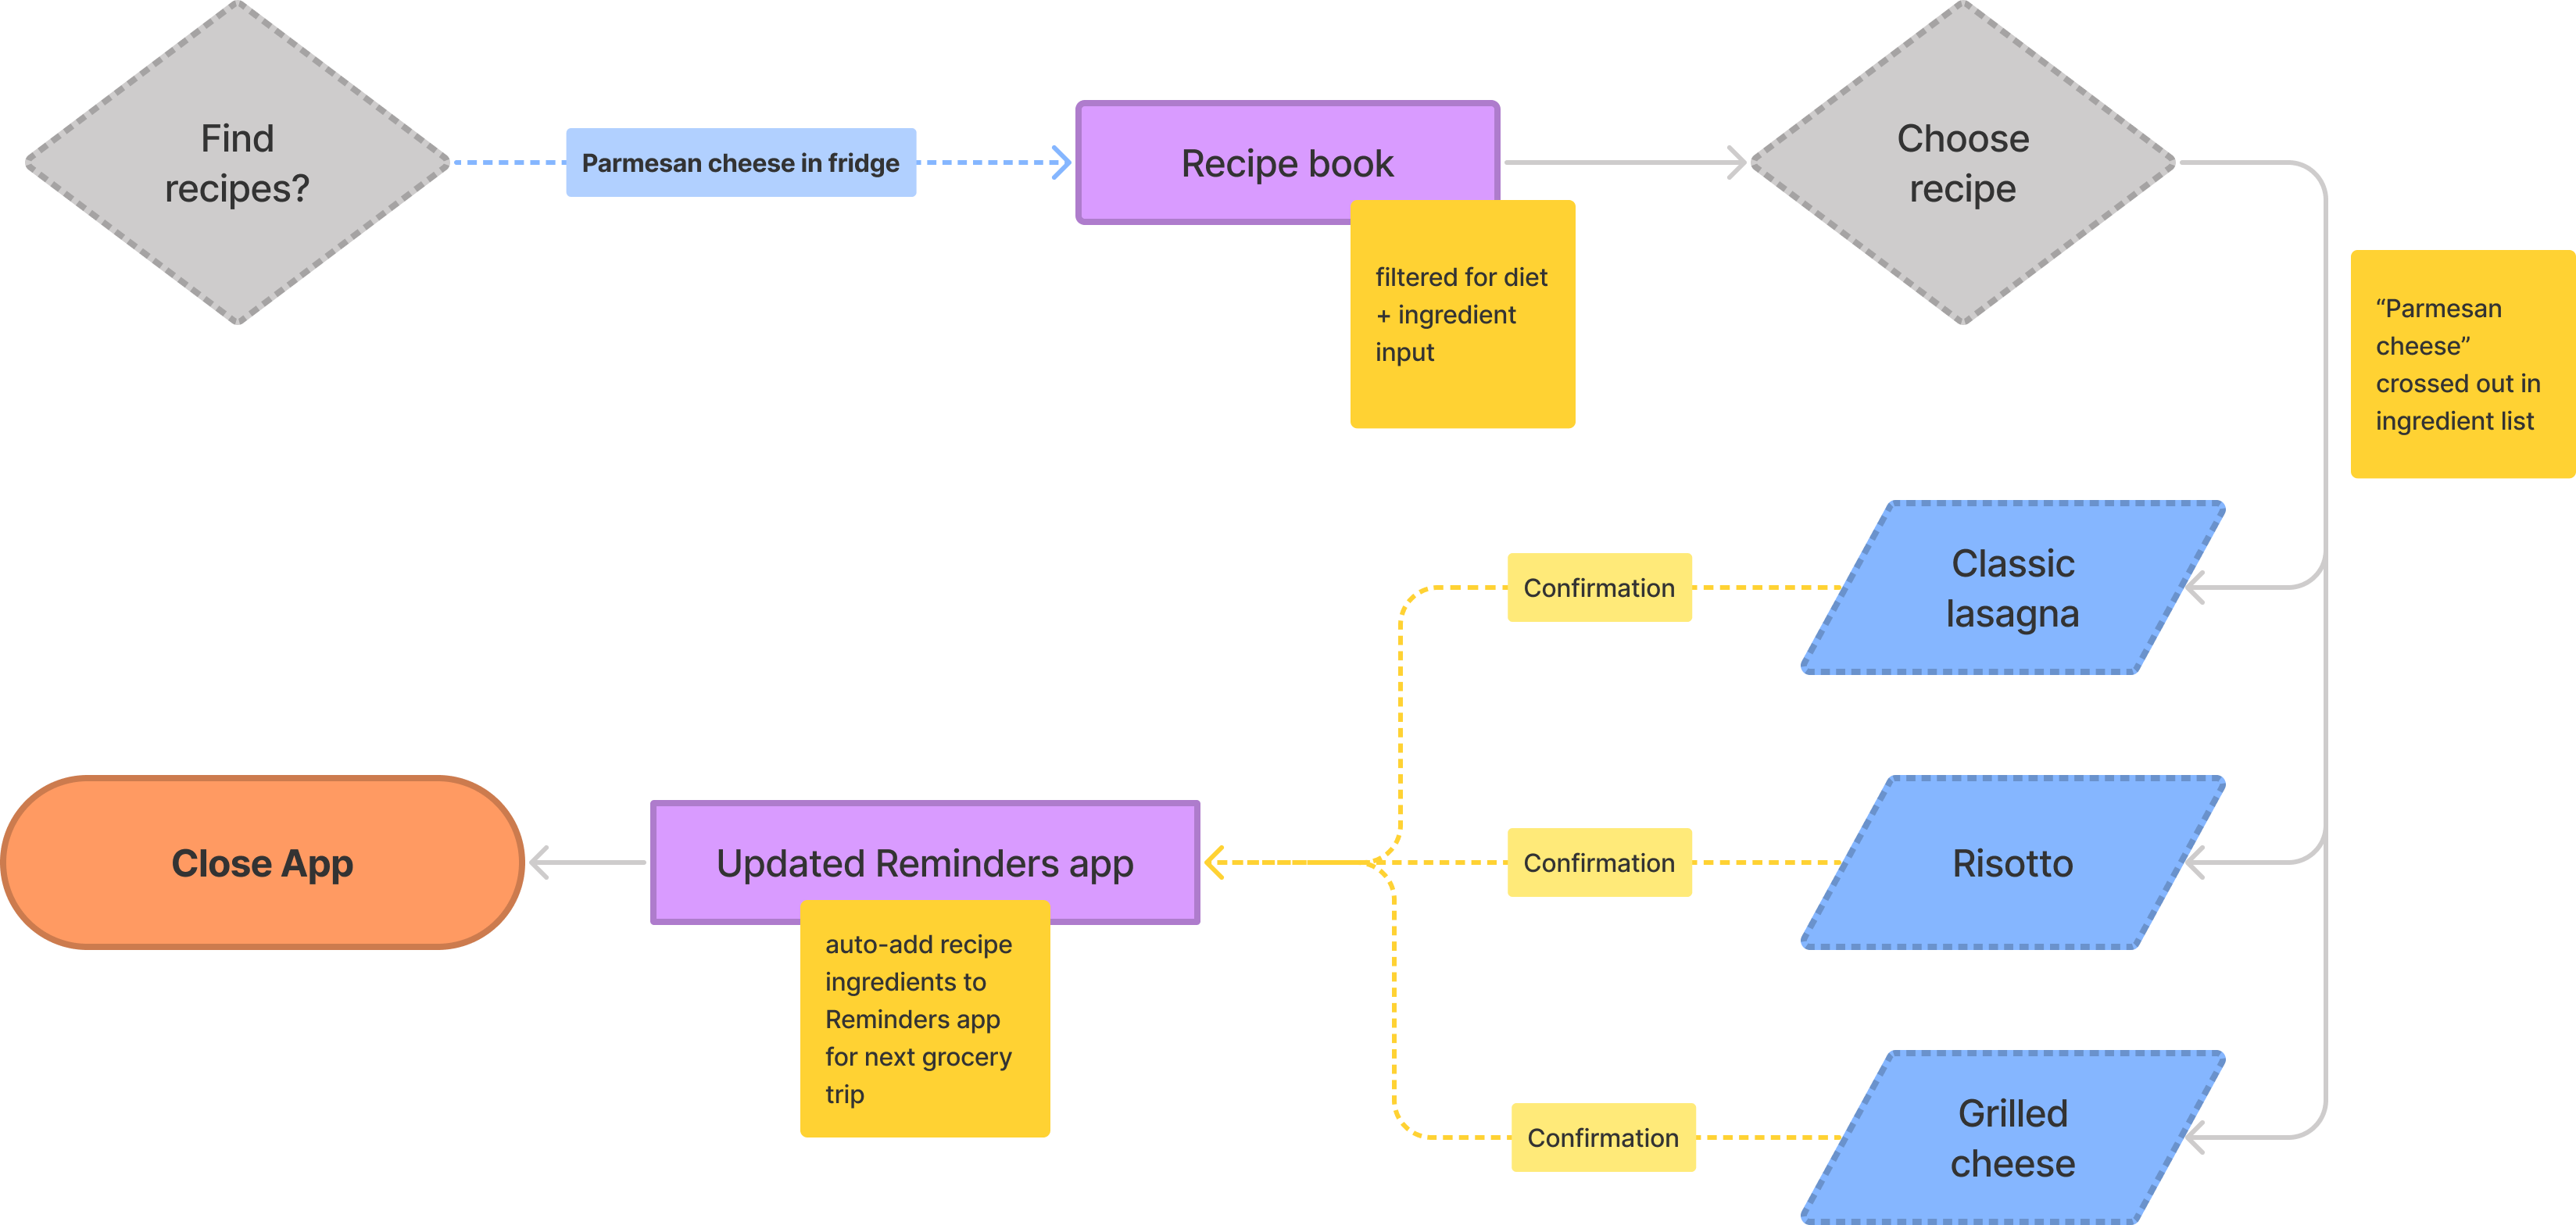 Find
recipes?
Parmesan cheese in fridge
Recipe book
filtered for diet
+ ingredient
input
Choose
recipe
“Parmesan
cheese”
crossed out in
ingredient list
Classic
lasagna
Confirmation
Risotto
Confirmation
Grilled
cheese
Confirmation
Updated Reminders app
auto-add recipe
ingredients to
Reminders app
for next grocery
trip
Close App